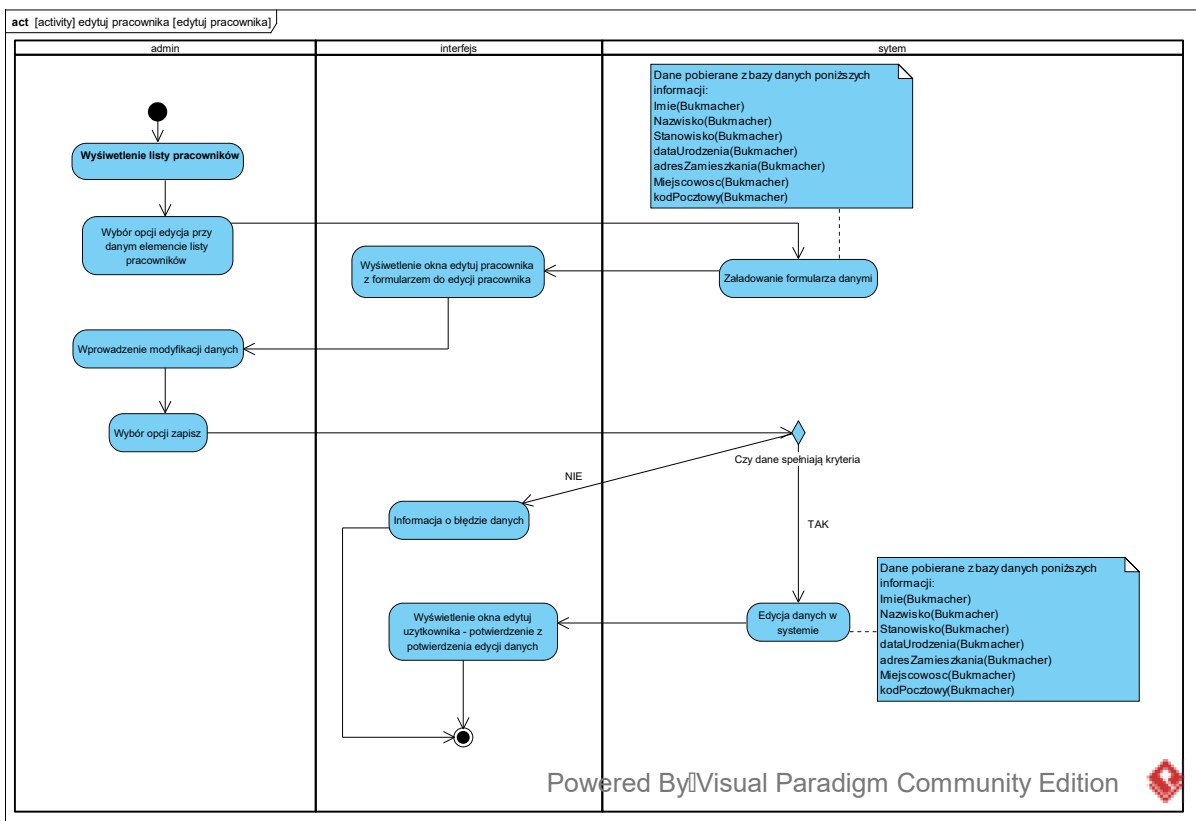 act [activity] edytuj pracownika [edytuj pracownika]
admin
interfejs
sytem
Dane pobierane z bazy danych poniższych
informacji:
Imie(Bukmacher)
Nazwisko(Bukmacher)
Stanowisko(Bukmacher)
dataUrodzenia(Bukmacher)
adresZamieszkania(Bukmacher)
Miejscowosc(Bukmacher)
kodPocztowy(Bukmacher)
Wyśiwetlenie listy pracowników
Wybór opcji edycja przy
danym elemencie listy
pracowników
Wyśiwetlenie okna edytuj pracownika
z formularzem do edycji pracownika
Załadowanie formularza danymi
Wprowadzenie modyfikacji danych
Wybór opcji zapisz
Czy dane spełniają kryteria
NIE
Informacja o błędzie danych
TAK
Dane pobierane z bazy danych poniższych
informacji:
Imie(Bukmacher)
Nazwisko(Bukmacher)
Stanowisko(Bukmacher)
dataUrodzenia(Bukmacher)
adresZamieszkania(Bukmacher)
Miejscowosc(Bukmacher)
kodPocztowy(Bukmacher)
Wyświetlenie okna edytuj
uzytkownika - potwierdzenie z
potwierdzenia edycji danych
Edycja danych w
systemie
Powered By Visual Paradigm Community Edition